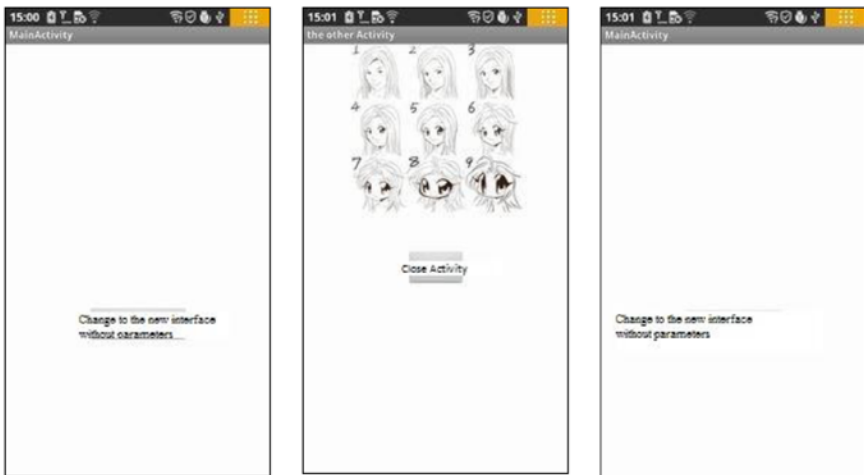 15:00
MainActivity
Change to the new interface
without parameters
15:01
the other Activity
1 2 3
4 5 6
7 8 9
Close Activity
15:01
MainActivity
Change to the new interface
without parameters